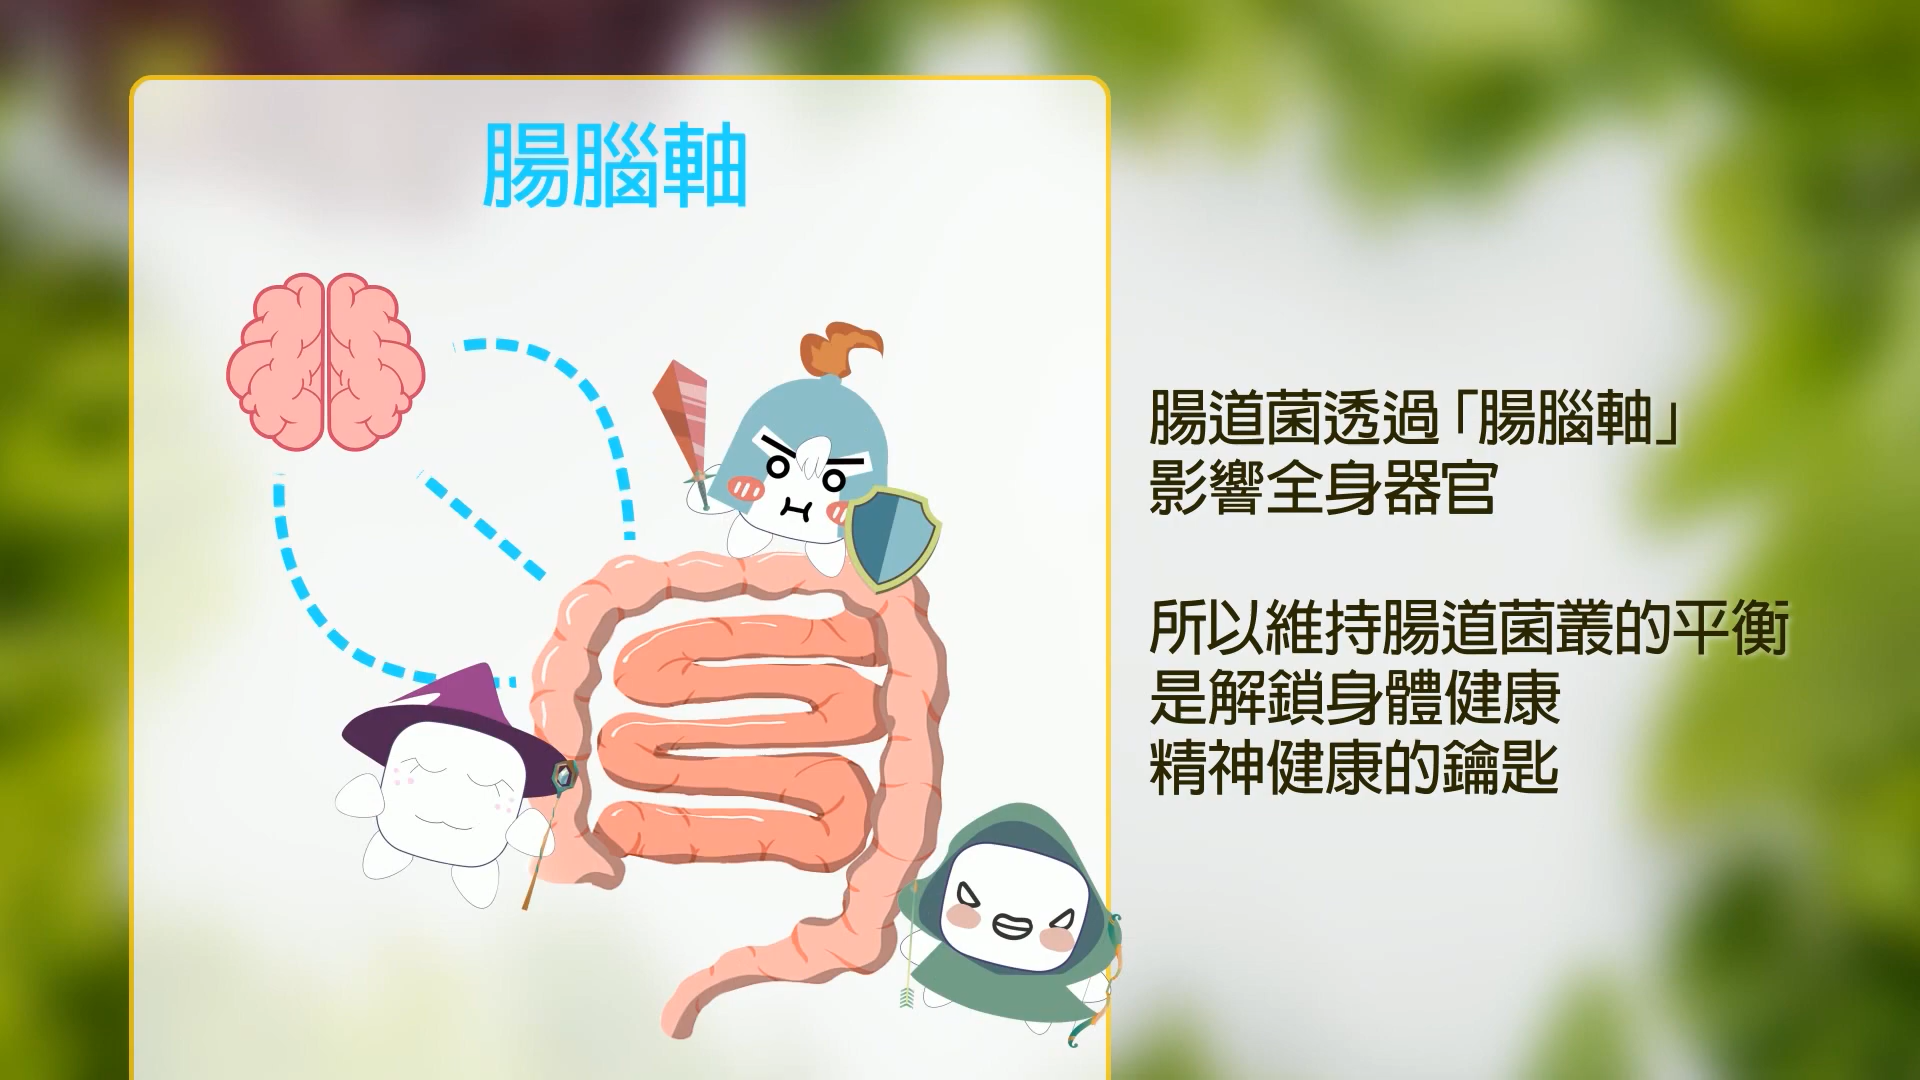 腸腦軸
腸道菌透過「腸腦軸」
影響全身器官
所以維持腸道菌叢的平衡
是解鎖身體健康
精神健康的鑰匙